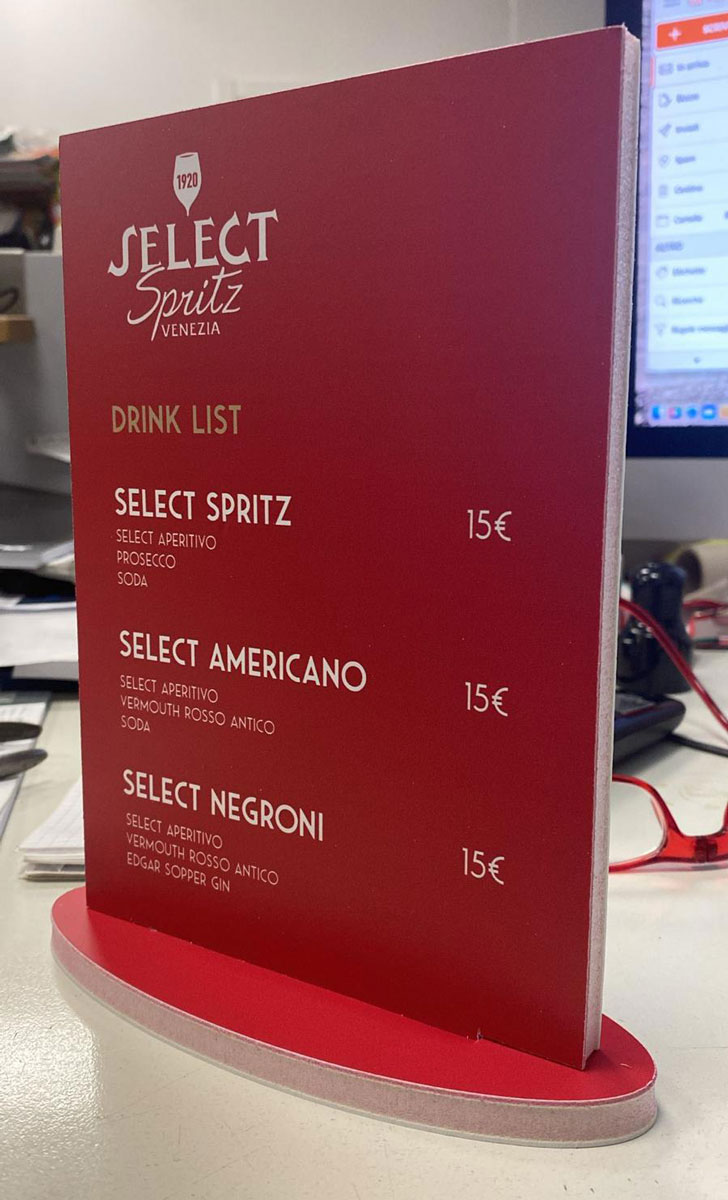 1920
SELECT
Spritz
VENEZIA
DRINK LIST
SELECT SPRITZ 15€
SELECT APERITIVO
PROSECCO
SODA
SELECT AMERICANO 15€
SELECT APERITIVO
VERMOUTH ROSSO ANTICO
SODA
SELECT NEGRONI 15€
SELECT APERITIVO
VERMOUTH ROSSO ANTICO
EDGAR SOPPER GIN